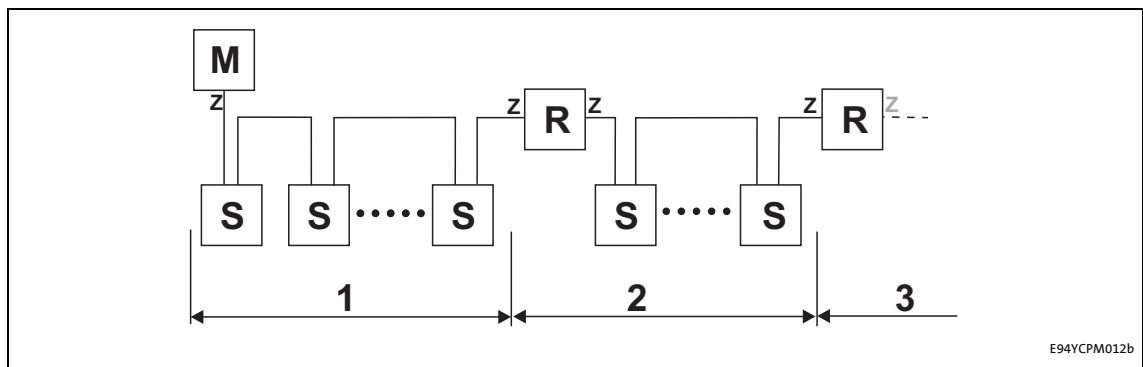 M
Z
Z R Z
Z R Z
S S S
S S
1 2 3
E94YCPM012b